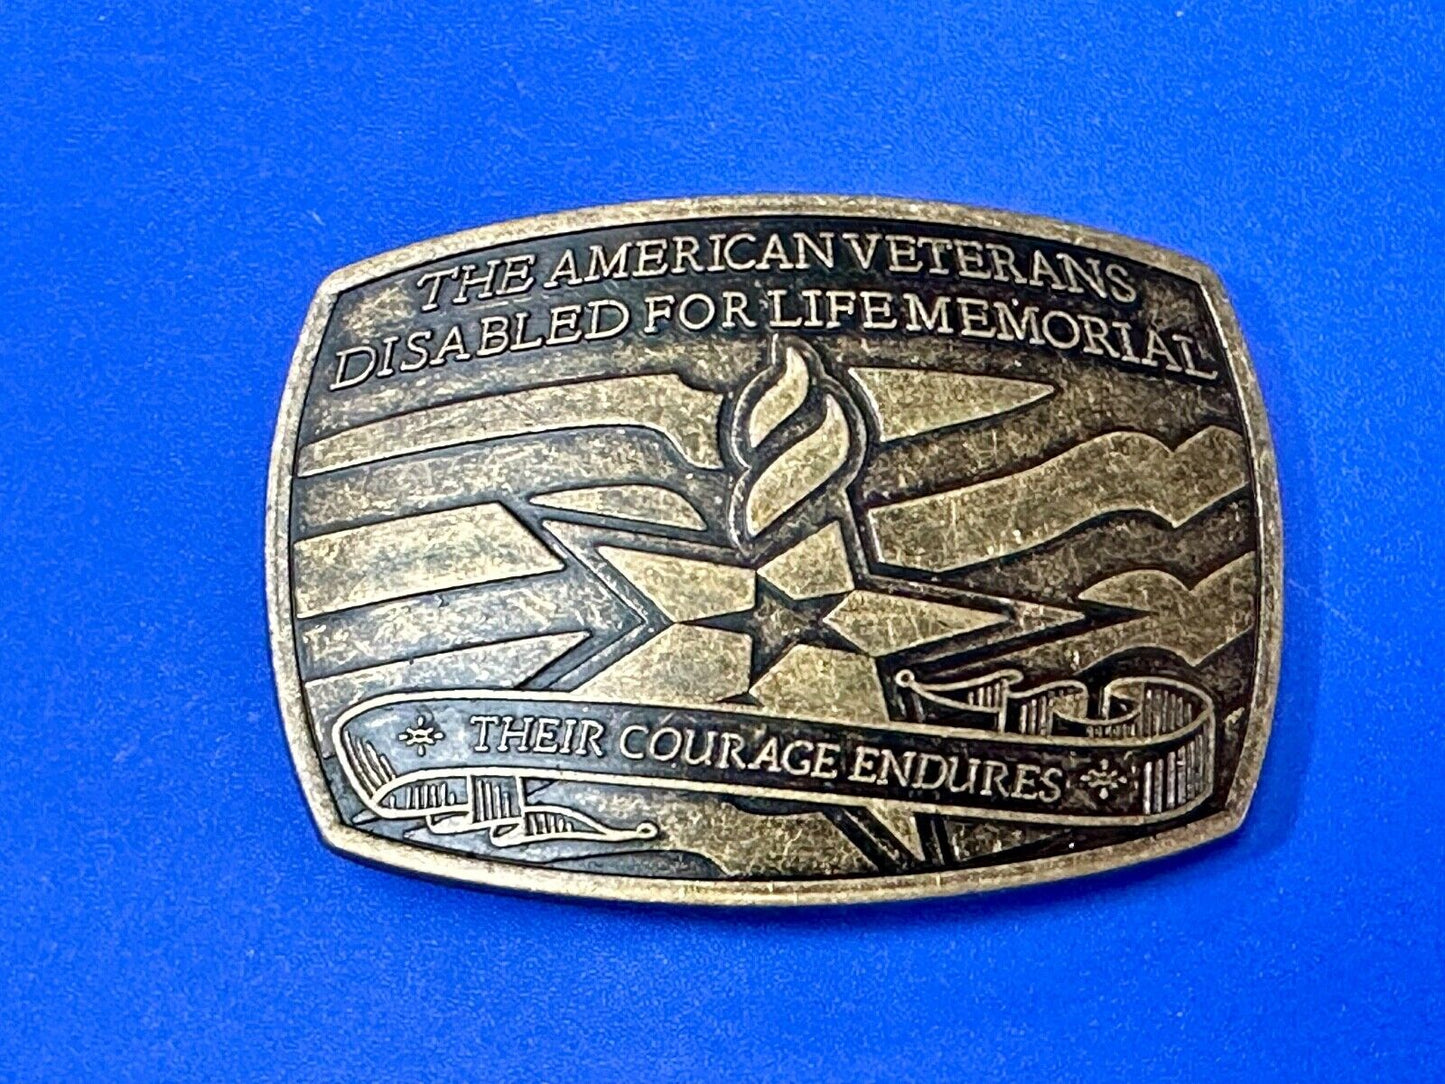 THE AMERICAN VETERANS
DISABLED FOR LIFE MEMORIAL
THEIR COURAGE ENDURES